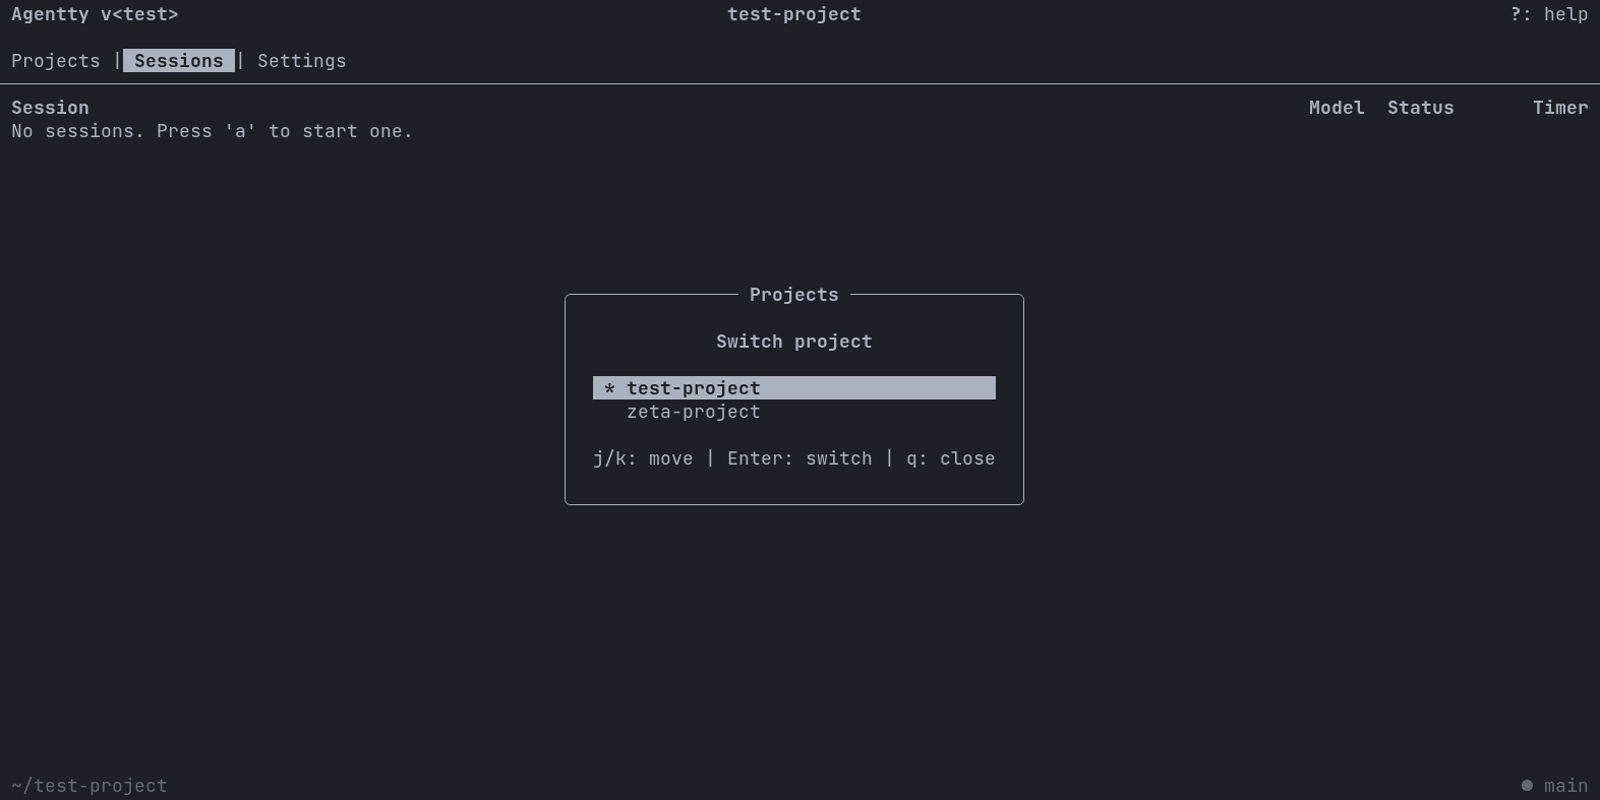 Agentty v<test> test-project ?: help
Projects | Sessions | Settings
Session Model Status Timer
No sessions. Press 'a' to start one.
Projects
Switch project
* test-project
zeta-project
j/k: move | Enter: switch | q: close
~/test-project ● main